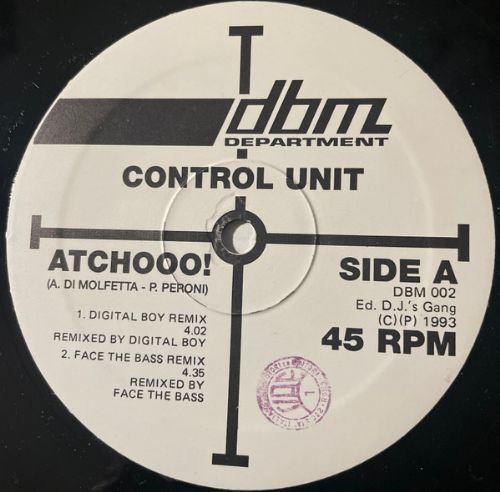 dbm
DEPARTMENT
CONTROL UNIT
ATCHOOO!
(A. DI MOLFETTA - P. PERONI)
1. DIGITAL BOY REMIX
4.02
REMIXED BY DIGITAL BOY
2. FACE THE BASS REMIX
4.35
REMIXED BY
FACE THE BASS
SIDE A
DBM 002
Ed. D.J.'s Gang
(C)(P) 1993
45 RPM